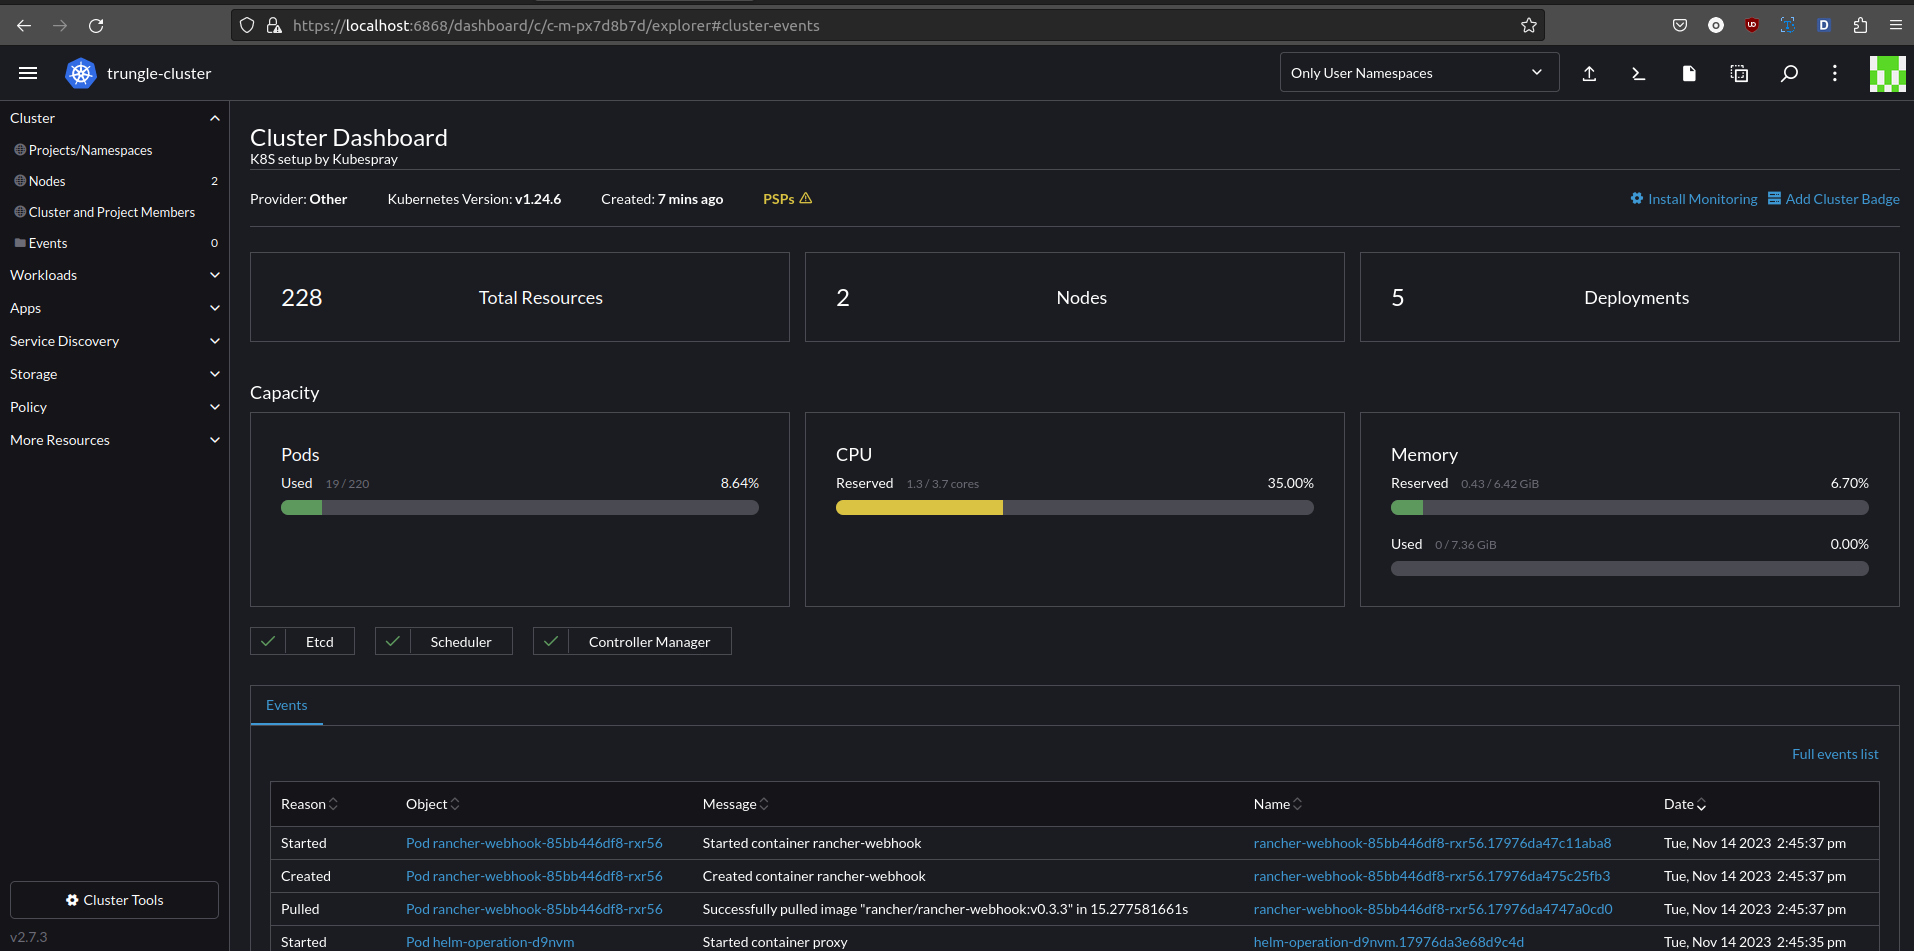 https://localhost:6868/dashboard/c/c-m-px7d8b7d/explorer#cluster-events
trungle-cluster
Only User Namespaces
Cluster
Projects/Namespaces
Nodes 2
Cluster and Project Members
Events 0
Workloads
Apps
Service Discovery
Storage
Policy
More Resources
Cluster Tools
v2.7.3
Cluster Dashboard
K8S setup by Kubespray
Provider: Other Kubernetes Version: v1.24.6 Created: 7 mins ago PSPs Install Monitoring Add Cluster Badge
228 Total Resources 2 Nodes 5 Deployments
Capacity
Pods
Used 19 / 220 8.64%
CPU
Reserved 1.3 / 3.7 cores 35.00%
Memory
Reserved 0.43 / 6.42 GiB 6.70%
Used 0 / 7.36 GiB 0.00%
Etcd Scheduler Controller Manager
Events
Full events list
Reason Object Message Name Date
Started Pod rancher-webhook-85bb446df8-rxr56 Started container rancher-webhook rancher-webhook-85bb446df8-rxr56.17976da47c11aba8 Tue, Nov 14 2023 2:45:37 pm
Created Pod rancher-webhook-85bb446df8-rxr56 Created container rancher-webhook rancher-webhook-85bb446df8-rxr56.17976da475c25fb3 Tue, Nov 14 2023 2:45:37 pm
Pulled Pod rancher-webhook-85bb446df8-rxr56 Successfully pulled image "rancher/rancher-webhook:v0.3.3" in 15.277581661s rancher-webhook-85bb446df8-rxr56.17976da4747a0cd0 Tue, Nov 14 2023 2:45:37 pm
Started Pod helm-operation-d9nvm Started container proxy helm-operation-d9nvm.17976da3e68d9c4d Tue, Nov 14 2023 2:45:35 pm